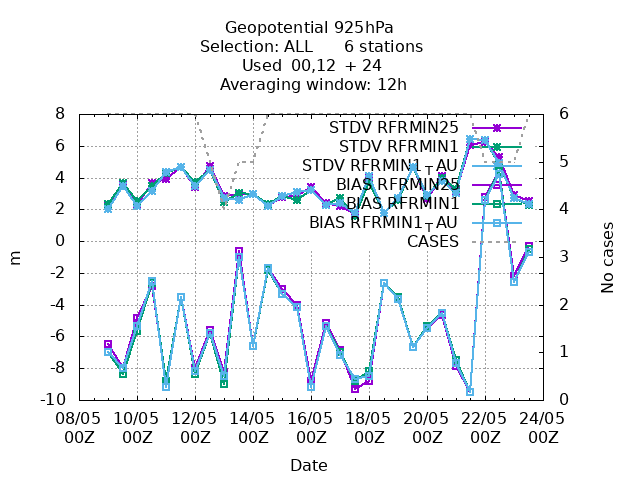 Geopotential 925hPa
Selection: ALL 6 stations
Used 00,12 + 24
Averaging window: 12h
8
6
4
2
0
-2
-4
-6
-8
-10
m
6
5
4
3
2
1
0
No cases
STDV RFRMIN25
STDV RFRMIN1
STDV RFRMIN1_TAU
BIAS RFRMIN25
BIAS RFRMIN1
BIAS RFRMIN1_TAU
CASES
08/05 10/05 12/05 14/05 16/05 18/05 20/05 22/05 24/05
00Z 00Z 00Z 00Z 00Z 00Z 00Z 00Z 00Z
Date